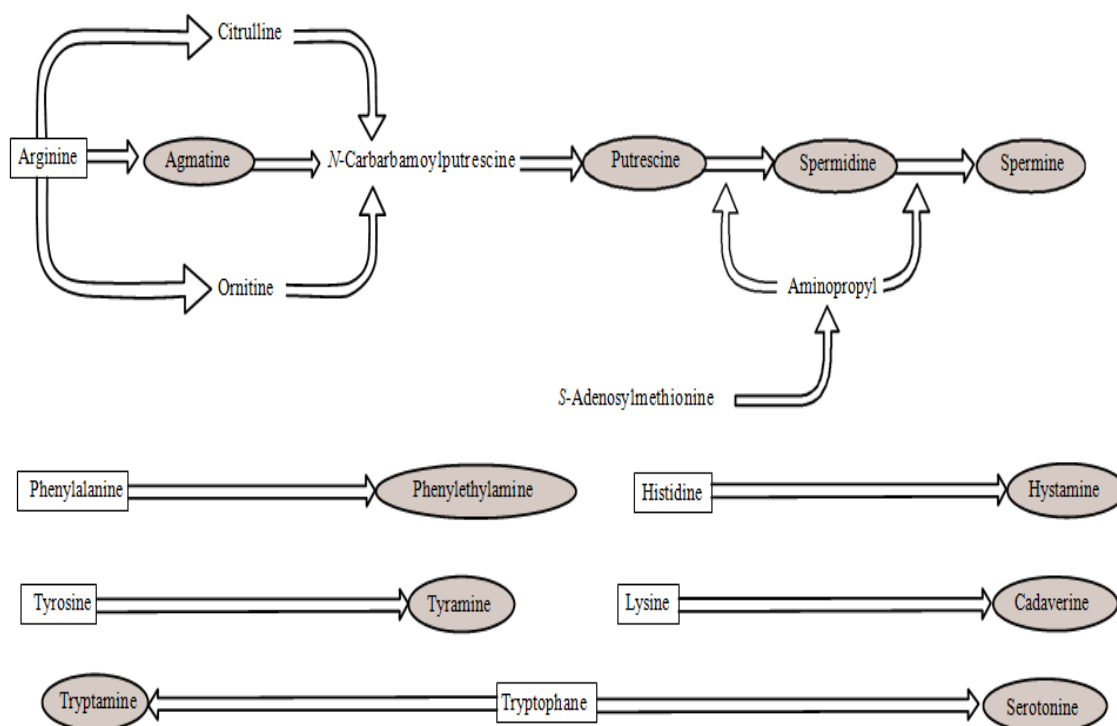 Citrulline
Arginine
Agmatine
N-Carbarbamoylputrescine
Putrescine
Spermidine
Spermine
Ornitine
Aminopropyl
S-Adenosylmethionine
Phenylalanine
Phenylethylamine
Histidine
Hystamine
Tyrosine
Tyramine
Lysine
Cadaverine
Tryptamine
Tryptophane
Serotonine